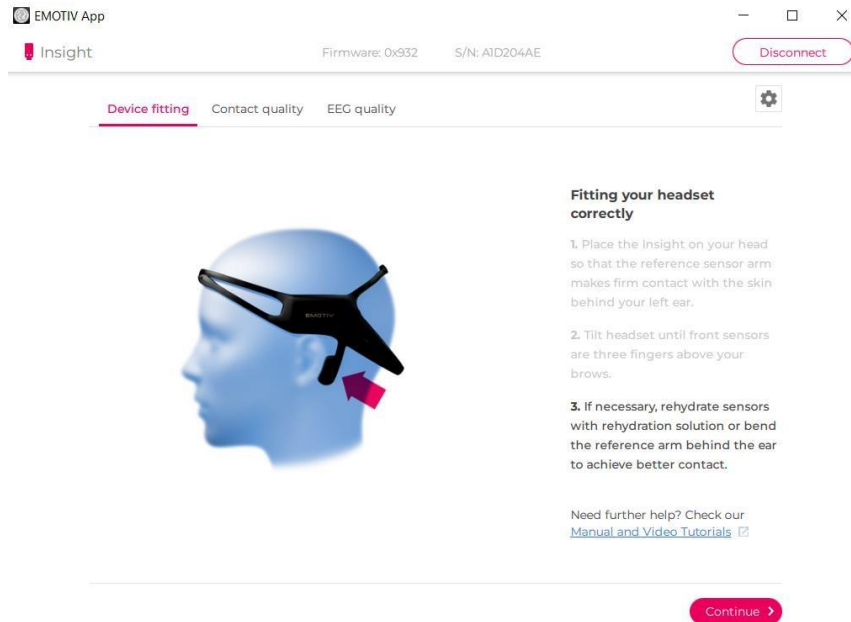 EMOTIV App
Insight
Firmware: 0x932
S/N: A1D204AE
Disconnect
Device fitting
Contact quality
EEG quality
EMOTIV
Fitting your headset
correctly
1. Place the Insight on your head
so that the reference sensor arm
makes firm contact with the skin
behind your left ear.
2. Tilt headset until front sensors
are three fingers above your
brows.
3. If necessary, rehydrate sensors
with rehydration solution or bend
the reference arm behind the ear
to achieve better contact.
Need further help? Check our
Manual and Video Tutorials
Continue